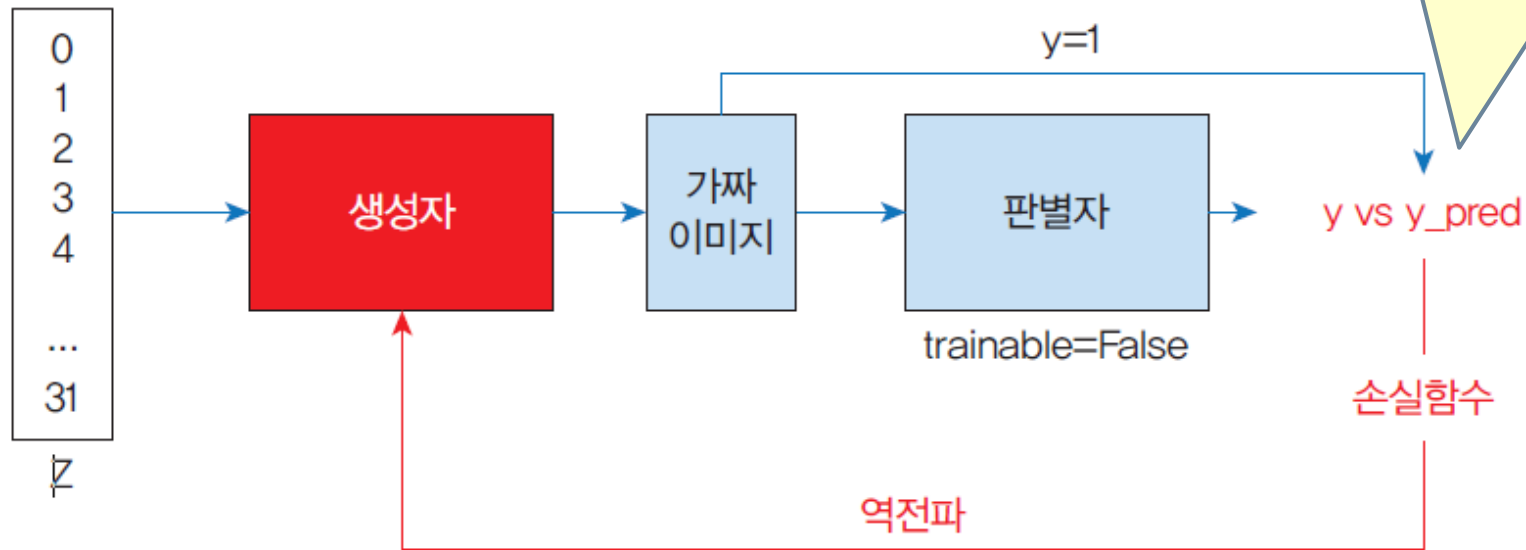 0
1
2
3
4
...
31
Z
생성자
가짜
이미지
y=1
판별자
trainable=False
y vs y_pred
손실함수
역전파